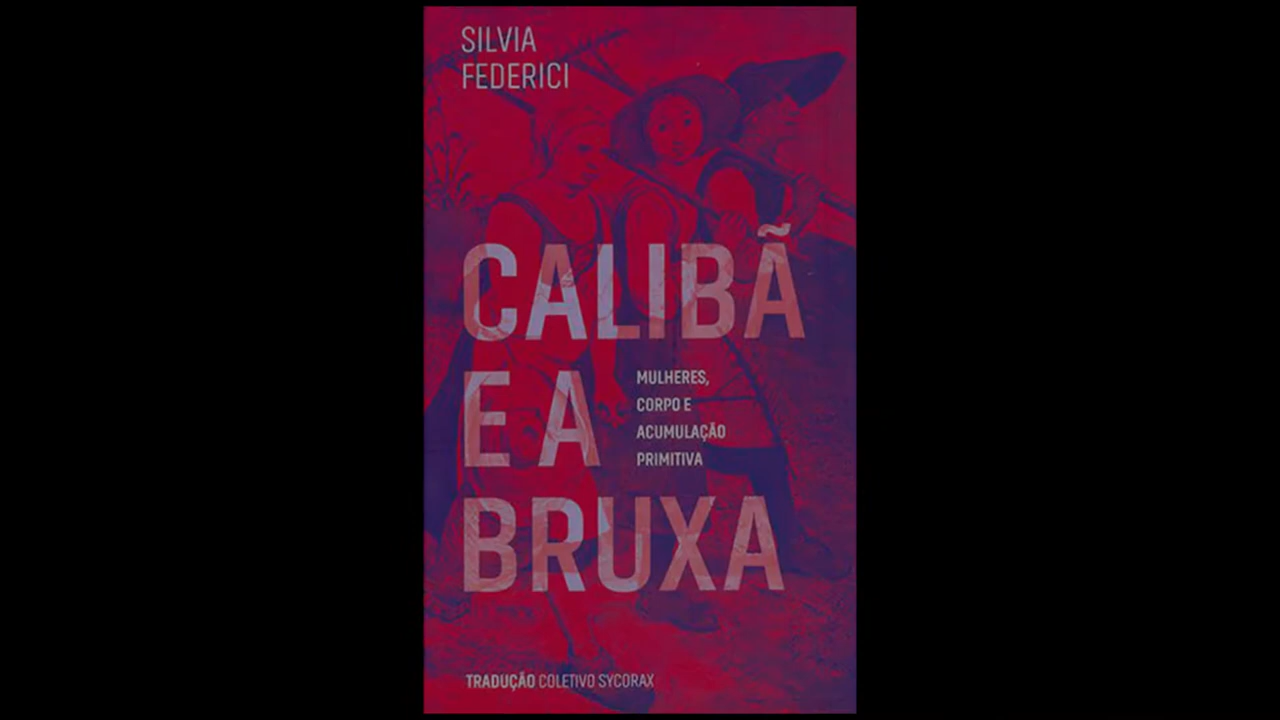 SILVIA
FEDERICI
CALIBÃ
E A
MULHERES,
CORPO E
ACUMULAÇÃO
PRIMITIVA
BRUXA
TRADUÇÃO COLETIVO SYCORAX